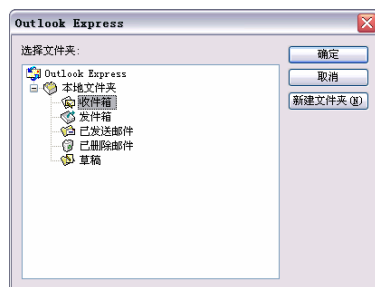 Outlook Express
选择文件夹:
确定
Outlook Express
取消
本地文件夹
新建文件夹(N)
收件箱
发件箱
已发送邮件
已删除邮件
草稿